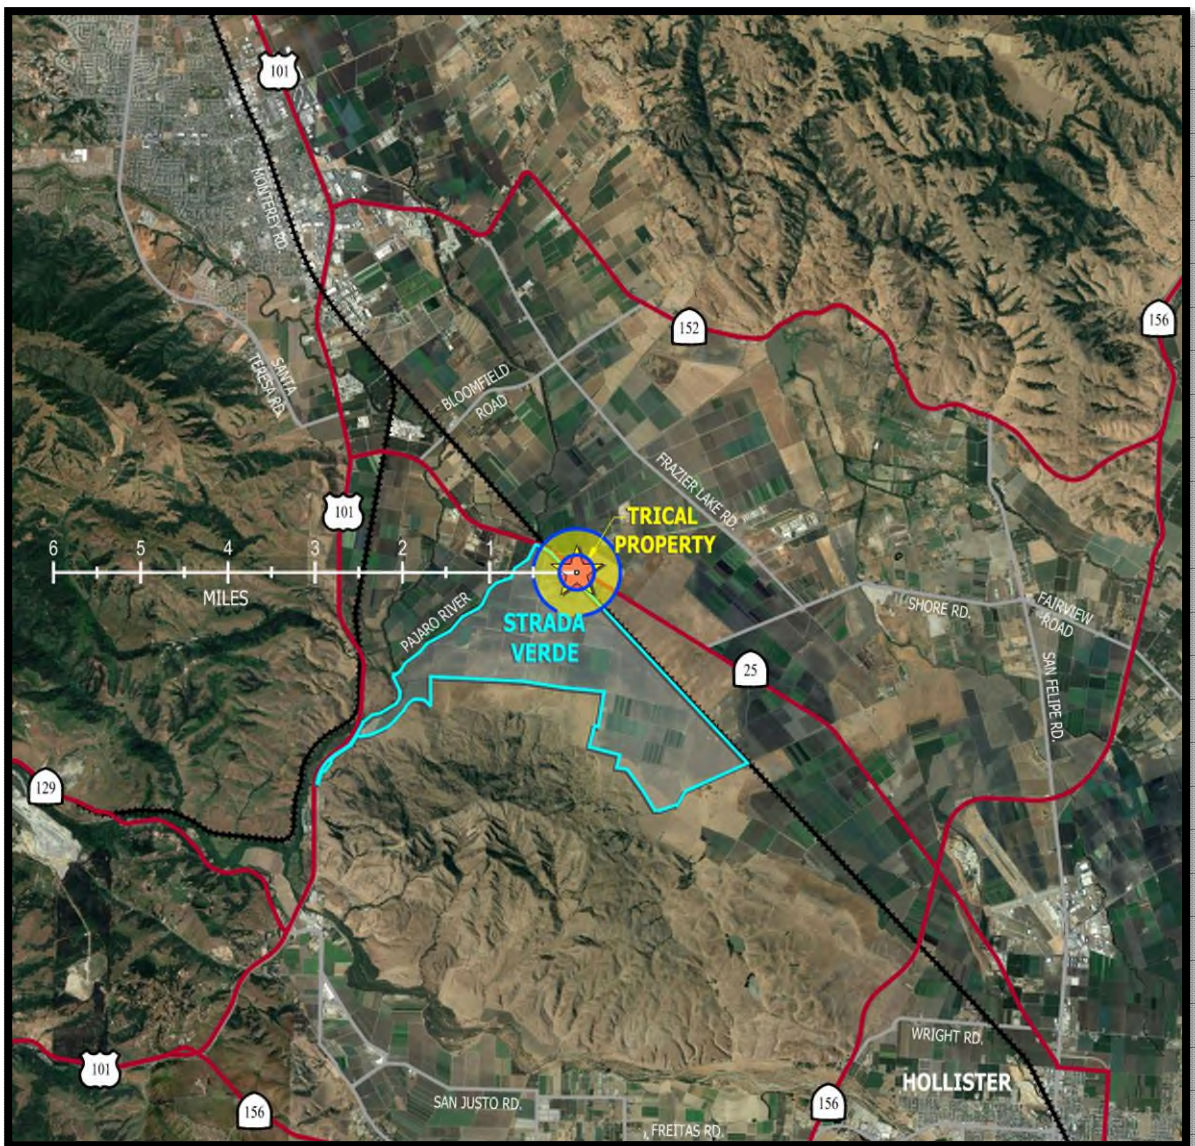 101
MONTEREY RD.
152
156
SANTA
TERESA RD.
BLOOMFIELD
ROAD
FRAZIER LAKE RD.
101
TRICAL
PROPERTY
6 5 4 3 2 1
MILES
PAJARO RIVER
STRADA
VERDE
SHORE RD.
FAIRVIEW
ROAD
SAN FELIPE RD.
25
129
WRIGHT RD.
101
156
HOLLISTER
156
SAN JUSTO RD.
FREITAS RD.